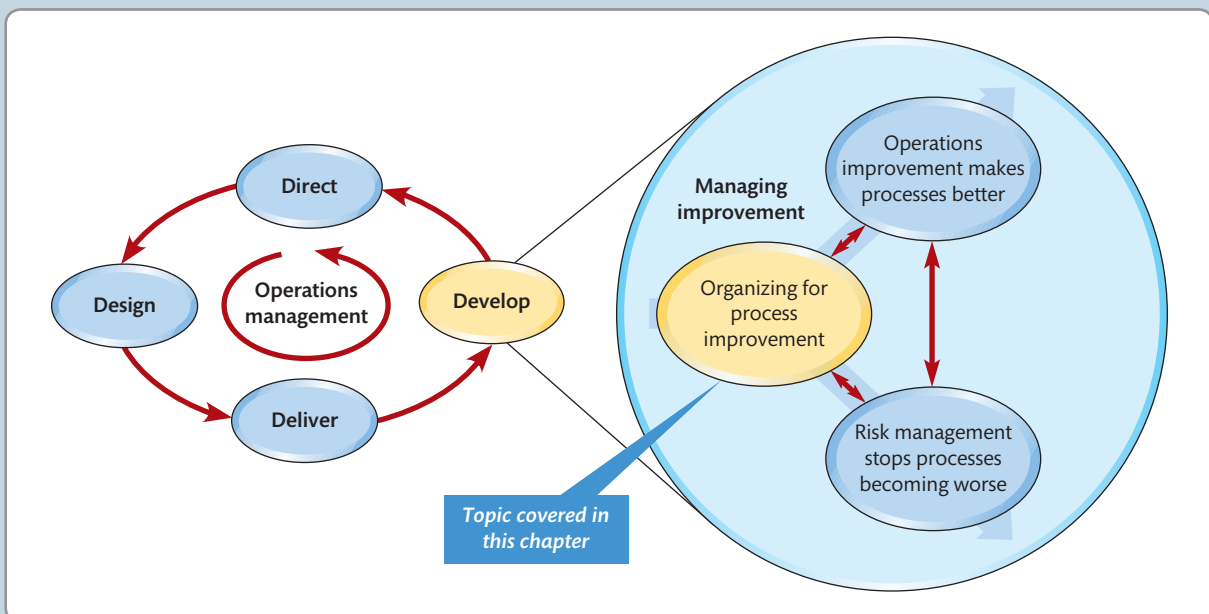 Direct
Design
Operations
management
Develop
Deliver
Managing
improvement
Operations
improvement makes
processes better
Organizing for
process
improvement
Risk management
stops processes
becoming worse
Topic covered in
this chapter